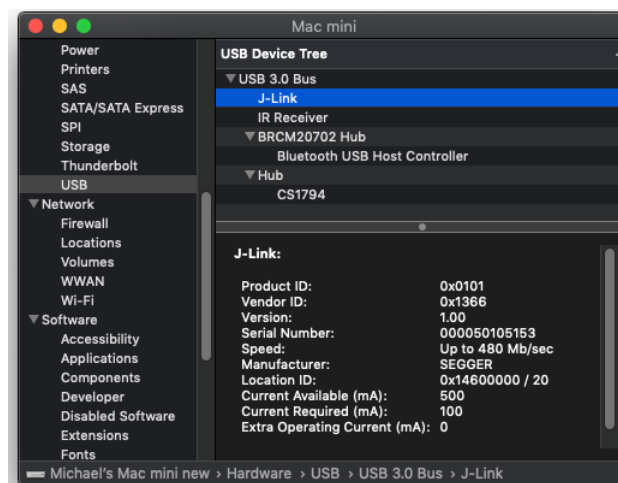 Mac mini
Power
Printers
SAS
SATA/SATA Express
SPI
Storage
Thunderbolt
USB
Network
Firewall
Locations
Volumes
WWAN
Wi-Fi
Software
Accessibility
Applications
Components
Developer
Disabled Software
Extensions
Fonts
USB Device Tree
USB 3.0 Bus
J-Link
IR Receiver
BRCM20702 Hub
Bluetooth USB Host Controller
Hub
CS1794
J-Link:
Product ID: 0x0101
Vendor ID: 0x1366
Version: 1.00
Serial Number: 000050105153
Speed: Up to 480 Mb/sec
Manufacturer: SEGGER
Location ID: 0x14600000 / 20
Current Available (mA): 500
Current Required (mA): 100
Extra Operating Current (mA): 0
Michael's Mac mini new › Hardware › USB › USB 3.0 Bus › J-Link